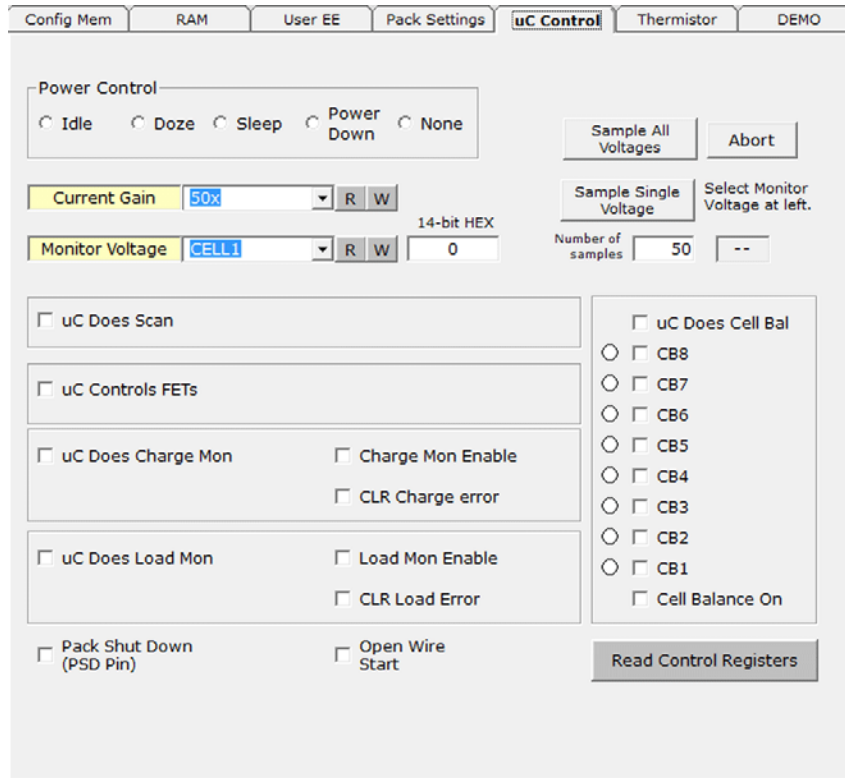 Config Mem RAM User EE Pack Settings uC Control Thermistor DEMO
Power Control
Idle Doze Sleep Power Down None
Sample All Voltages
Abort
Current Gain 50x R W
Sample Single Voltage
Select Monitor Voltage at left.
14-bit HEX
Monitor Voltage CELL1 R W 0
Number of samples 50 --
uC Does Scan
uC Controls FETs
uC Does Charge Mon Charge Mon Enable
CLR Charge error
uC Does Load Mon Load Mon Enable
CLR Load Error
Pack Shut Down
(PSD Pin)
Open Wire
Start
uC Does Cell Bal
CB8
CB7
CB6
CB5
CB4
CB3
CB2
CB1
Cell Balance On
Read Control Registers